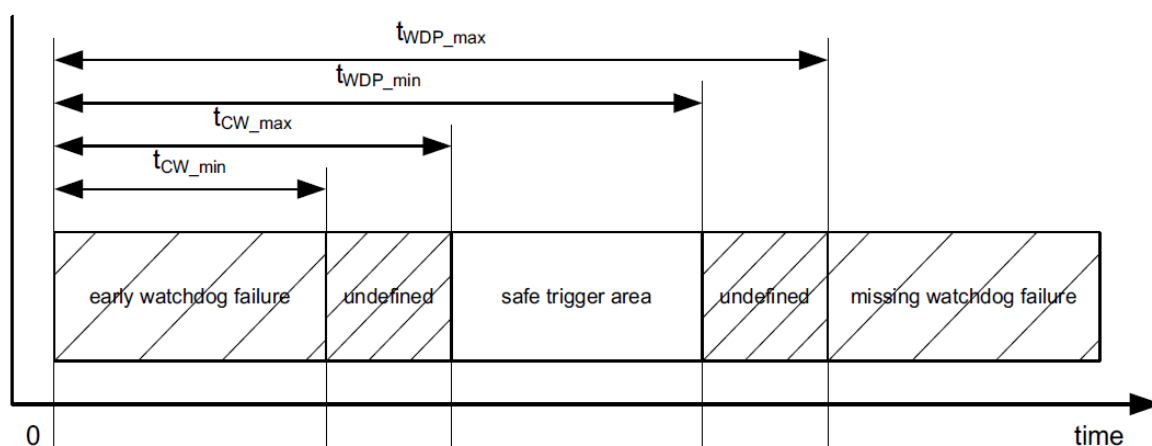 tWDP_max
tWDP_min
tCW_max
tCW_min
early watchdog failure
undefined
safe trigger area
undefined
missing watchdog failure
0
time